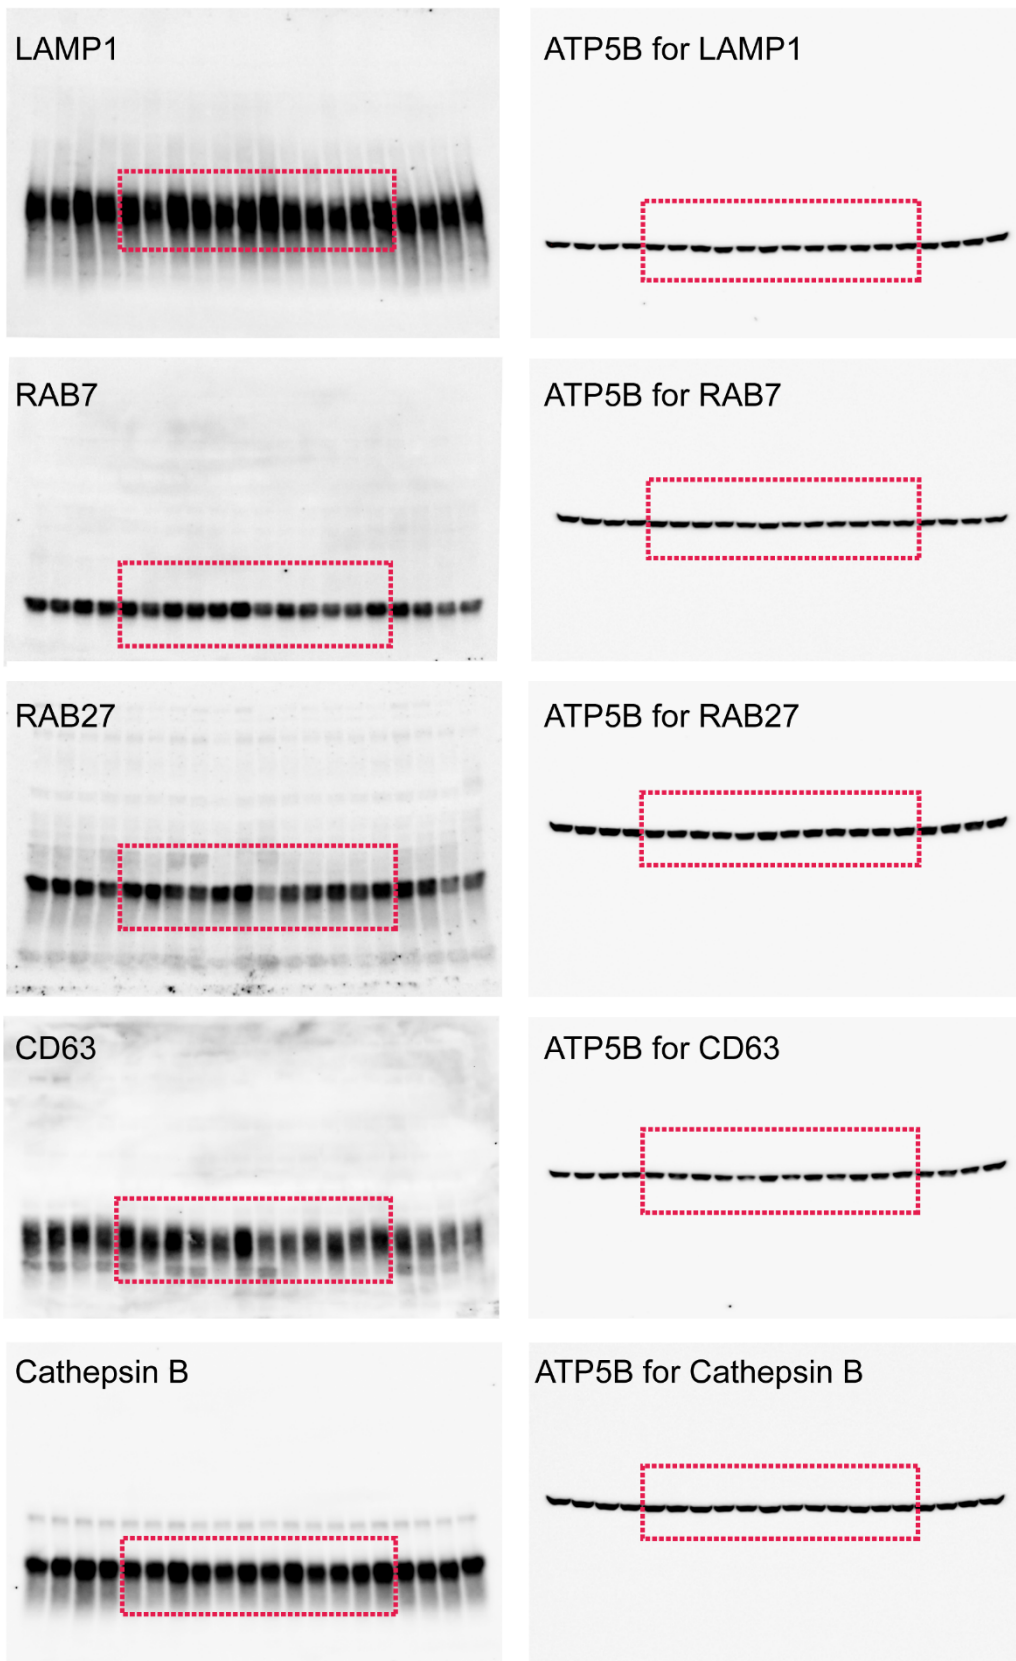 LAMP1
ATP5B for LAMP1
RAB7
ATP5B for RAB7
RAB27
ATP5B for RAB27
CD63
ATP5B for CD63
Cathepsin B
ATP5B for Cathepsin B